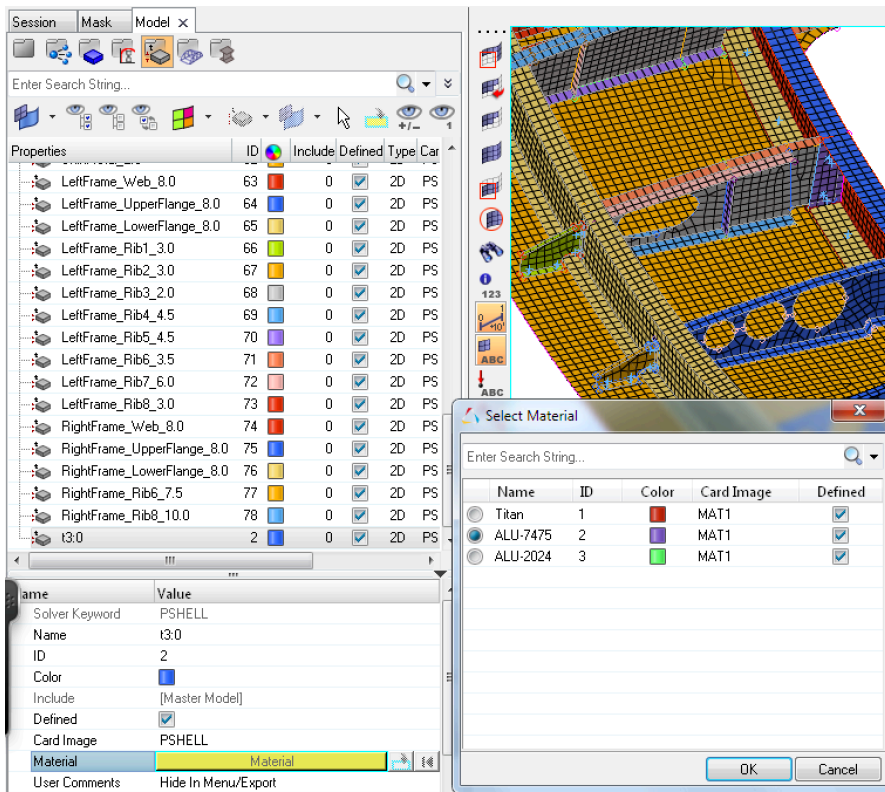 Session Mask Model ×
Enter Search String...
+/- 1
Properties ID Include Defined Type Car
LeftFrame_Web_8.0 63 0 2D PS
LeftFrame_UpperFlange_8.0 64 0 2D PS
LeftFrame_LowerFlange_8.0 65 0 2D PS
LeftFrame_Rib1_3.0 66 0 2D PS
LeftFrame_Rib2_3.0 67 0 2D PS
LeftFrame_Rib3_2.0 68 0 2D PS
LeftFrame_Rib4_4.5 69 0 2D PS
LeftFrame_Rib5_4.5 70 0 2D PS
LeftFrame_Rib6_3.5 71 0 2D PS
LeftFrame_Rib7_6.0 72 0 2D PS
LeftFrame_Rib8_3.0 73 0 2D PS
RightFrame_Web_8.0 74 0 2D PS
RightFrame_UpperFlange_8.0 75 0 2D PS
RightFrame_LowerFlange_8.0 76 0 2D PS
RightFrame_Rib6_7.5 77 0 2D PS
RightFrame_Rib8_10.0 78 0 2D PS
t3:0 2 0 2D PS
ame Value
Solver Keyword PSHELL
Name t3:0
ID 2
Color
Include [Master Model]
Defined
Card Image PSHELL
Material Material
User Comments Hide In Menu/Export
123
0 1 +10'
ABC
ABC
Select Material
Enter Search String...
Name ID Color Card Image Defined
Titan 1 MAT1
ALU-7475 2 MAT1
ALU-2024 3 MAT1
OK Cancel